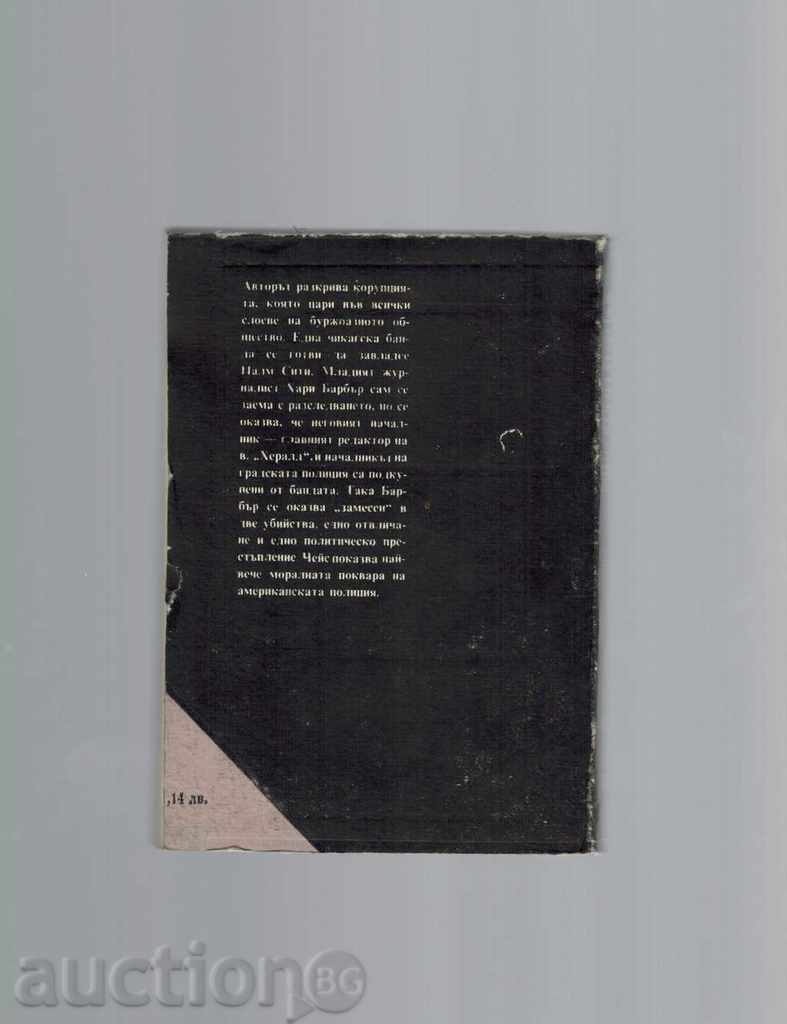 Авторът разкрива корупция-
та, която цари във всички
слоеве на буржоазното об-
щество. Една чикагска бан-
да се готви да завладее
Палм Сити. Младият жур-
налист Хари Барбър сам се
заема с разследването, но се
оказва, че неговият начал-
ник — главният редактор на
в. „Хералд“, и началникът на
градската полиция са подку-
пени от бандата. Така Бар-
бър се оказва „замесен“ в
две убийства, едно отвлича-
не и едно политическо пре-
стъпление Чейс показва най-
вече моралната поквара на
американската полиция.
,14 лв.
auction BG